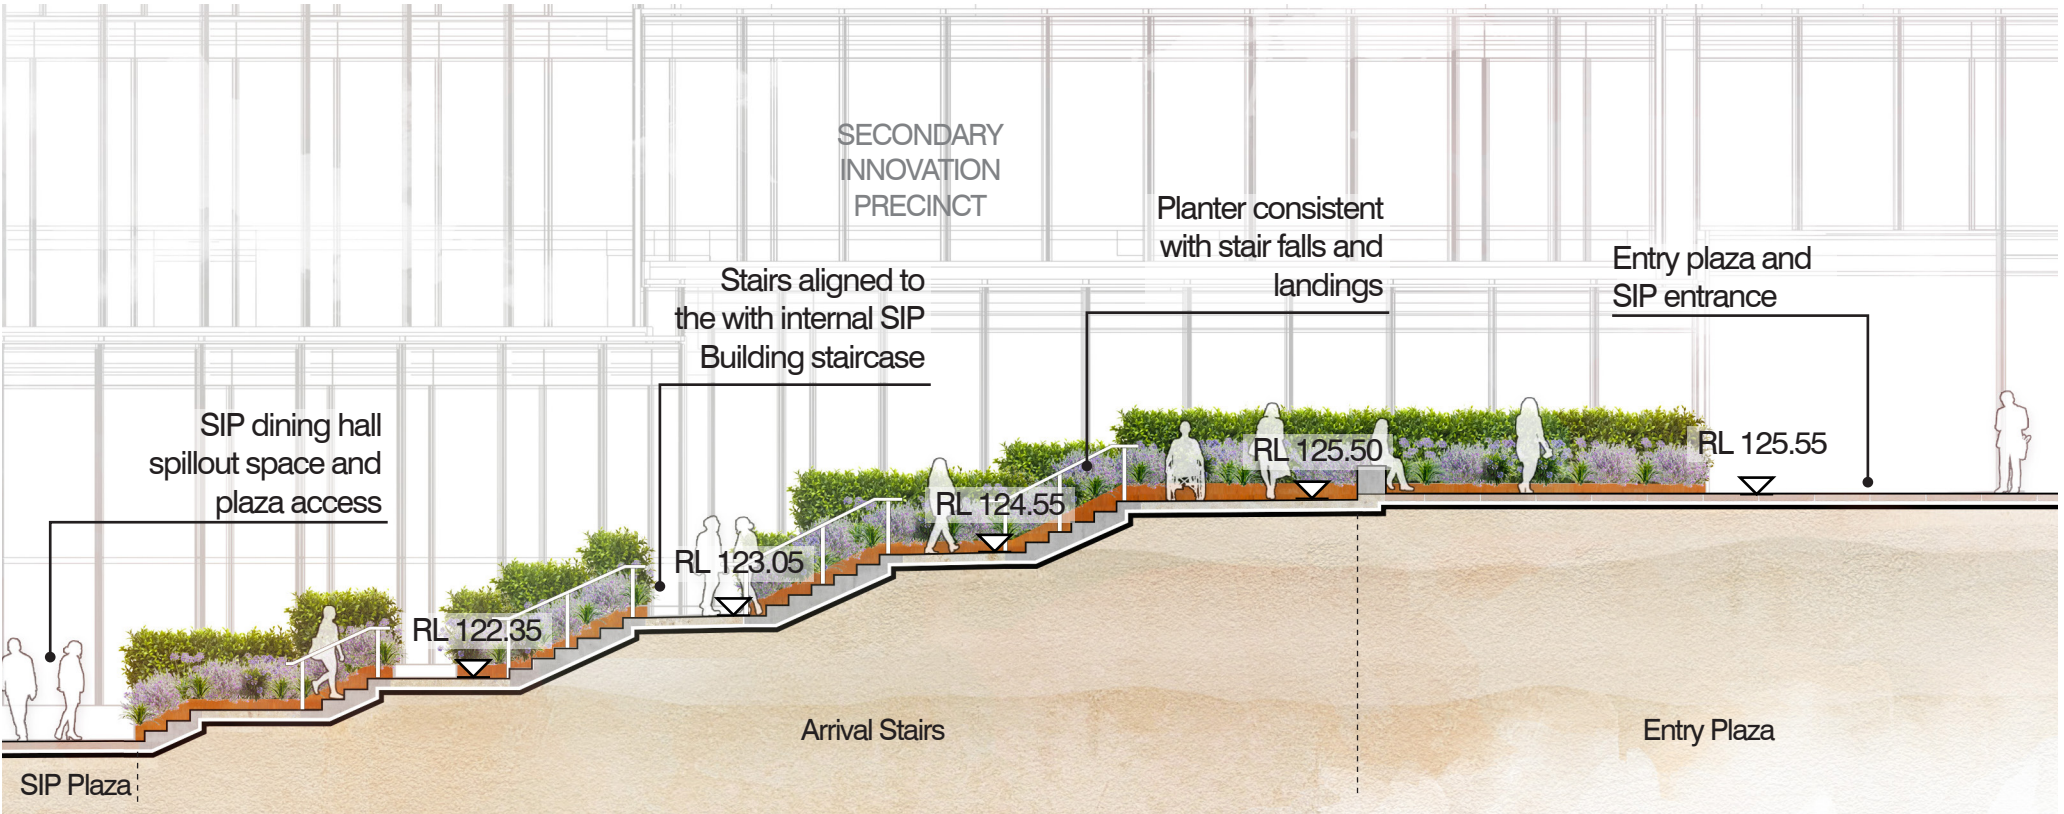 SECONDARY
INNOVATION
PRECINCT
Planter consistent
with stair falls and
landings
Entry plaza and
SIP entrance
Stairs aligned to
the with internal SIP
Building staircase
SIP dining hall
spillout space and
plaza access
RL 125.50
RL 125.55
RL 124.55
RL 123.05
RL 122.35
Arrival Stairs
Entry Plaza
SIP Plaza